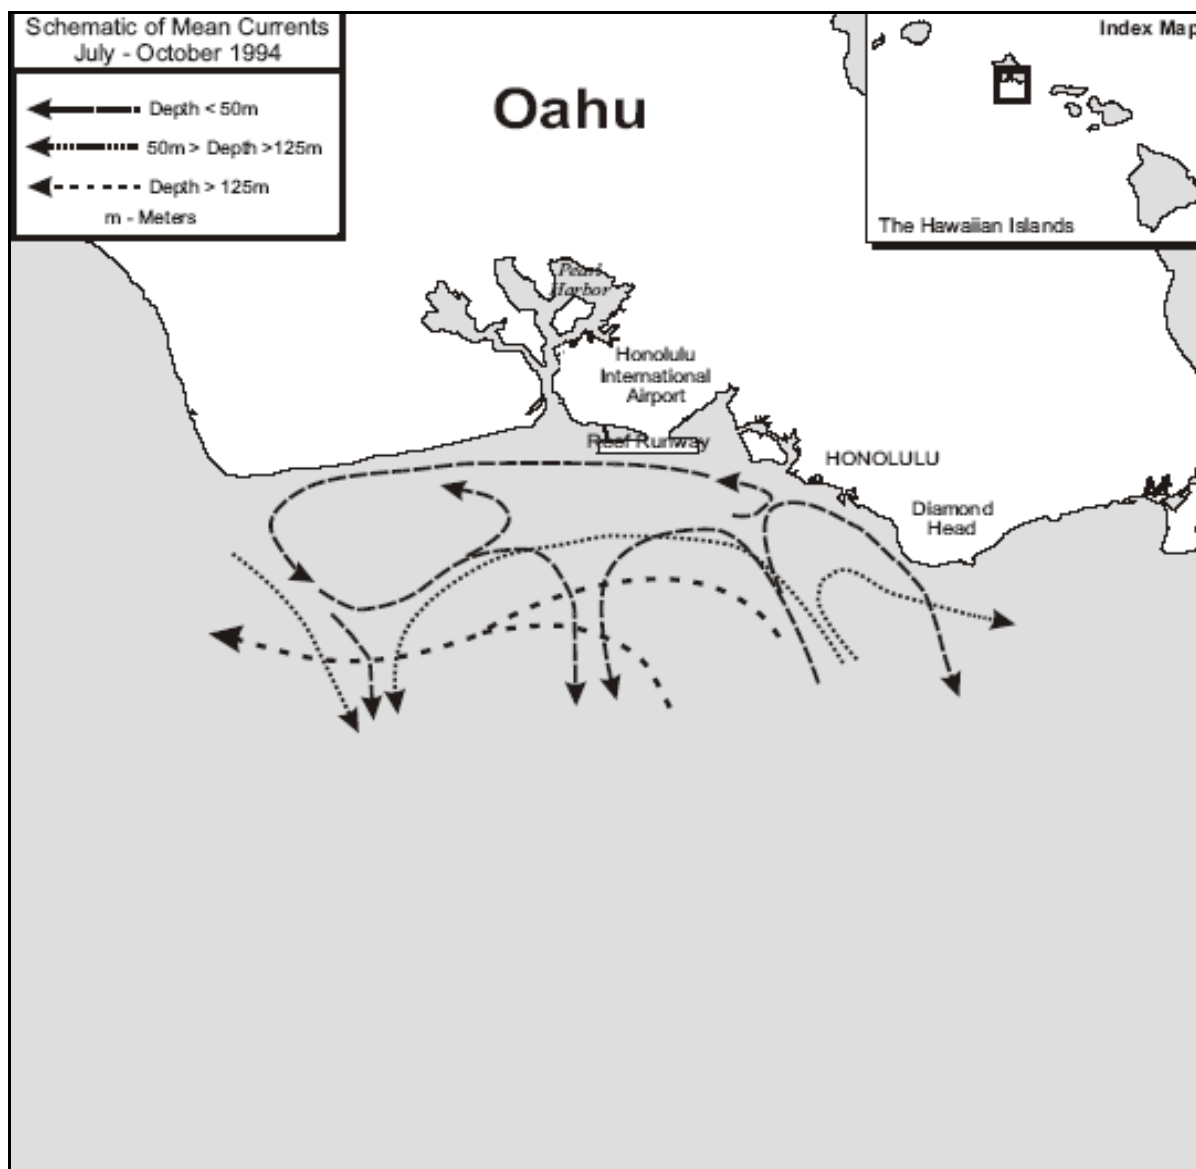 Schematic of Mean Currents
July - October 1994
Depth < 50m
50m > Depth >125m
Depth > 125m
m - Meters
Oahu
Index Map
The Hawaiian Islands
Pearl
Harbor
Honolulu
International
Airport
Reef Runway
HONOLULU
Diamond
Head